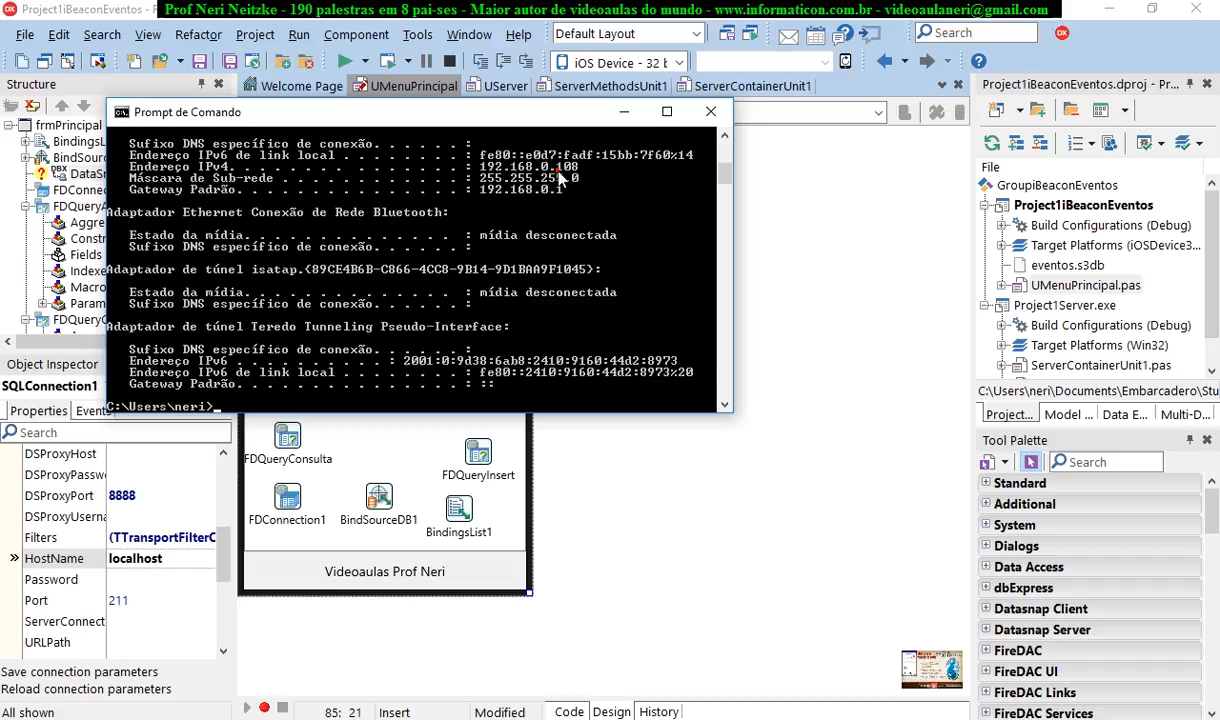 Project1iBeaconEventos -
Prof Neri Neitzke - 190 palestras em 8 pai-ses - Maior autor de videoaulas do mundo - www.informaticon.com.br - videoaulaneri@gmail.com
File Edit Search View Refactor Project Run Component Tools Window Help
Default Layout
Search
iOS Device - 32 b
Structure
Welcome Page UMenuPrincipal UServer ServerMethodsUnit1 ServerContainerUnit1
Project1iBeaconEventos.dproj - P...
frmPrincipal
BindingsL
BindSource
DataSn
FDConnec
FDQueryA
Aggre
Constr
Fields
Indexe
Macro
Param
FDQueryC
Prompt de Comando
Sufixo DNS específico de conexão. . . . . . :
Endereço IPv6 de link local . . . . . . . . : fe80::e0d7:fadf:15bb:7f60%14
Endereço IPv4. . . . . . . . . . . . . . . : 192.168.0.108
Máscara de Sub-rede . . . . . . . . . . . . : 255.255.255.0
Gateway Padrão. . . . . . . . . . . . . . . : 192.168.0.1
Adaptador Ethernet Conexão de Rede Bluetooth:
Estado da mídia. . . . . . . . . . . . . . : mídia desconectada
Sufixo DNS específico de conexão. . . . . . :
Adaptador de túnel isatap.{89CE4B6B-C866-4CC8-9B14-9D1BAA9F1045}:
Estado da mídia. . . . . . . . . . . . . . : mídia desconectada
Sufixo DNS específico de conexão. . . . . . :
Adaptador de túnel Teredo Tunneling Pseudo-Interface:
Sufixo DNS específico de conexão. . . . . . :
Endereço IPv6 . . . . . . . . . . : 2001:0:9d38:6ab8:2410:9160:44d2:8973
Endereço IPv6 de link local . . . . . . . . : fe80::2410:9160:44d2:8973%20
Gateway Padrão. . . . . . . . . . . . . . . : ::
C:\Users\neri>_
File
GroupiBeaconEventos
Project1iBeaconEventos
Build Configurations (Debug)
Target Platforms (iOSDevice3...
eventos.s3db
UMenuPrincipal.pas
Project1Server.exe
Build Configurations (Debug)
Target Platforms (Win32)
ServerContainerUnit1.pas
C:\Users\neri\Documents\Embarcadero\
Project... Model ... Data E... Multi-D...
Object Inspector
SQLConnection1
Properties Events
Search
DSProxyHost
DSProxyPassw
DSProxyPort 8888
DSProxyUserna
Filters (TTransportFilterC
HostName localhost
Password
Port 211
ServerConnect
URLPath
Save connection parameters
Reload connection parameters
FDQueryConsulta
FDQueryInsert
FDConnection1
BindSourceDB1
BindingsList1
Videoaulas Prof Neri
Tool Palette
Search
Standard
Additional
System
Dialogs
Data Access
dbExpress
Datasnap Client
Datasnap Server
FireDAC
FireDAC UI
FireDAC Links
FireDAC Services
85: 21 Insert Modified Code Design History